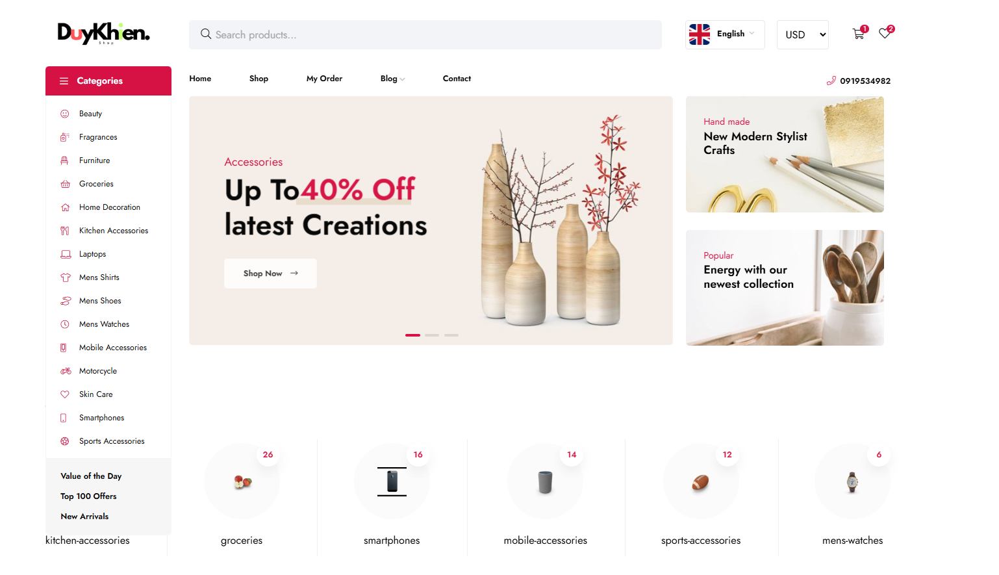 DuyKhien.
Shop
Search products...
English
USD
1
2
Categories
Home
Shop
My Order
Blog
Contact
0919534982
Beauty
Fragrances
Furniture
Groceries
Home Decoration
Kitchen Accessories
Laptops
Mens Shirts
Mens Shoes
Mens Watches
Mobile Accessories
Motorcycle
Skin Care
Smartphones
Sports Accessories
Value of the Day
Top 100 Offers
New Arrivals
Accessories
Up To40% Off
latest Creations
Shop Now
Hand made
New Modern Stylist
Crafts
Popular
Energy with our
newest collection
26
16
14
12
6
kitchen-accessories
groceries
smartphones
mobile-accessories
sports-accessories
mens-watches